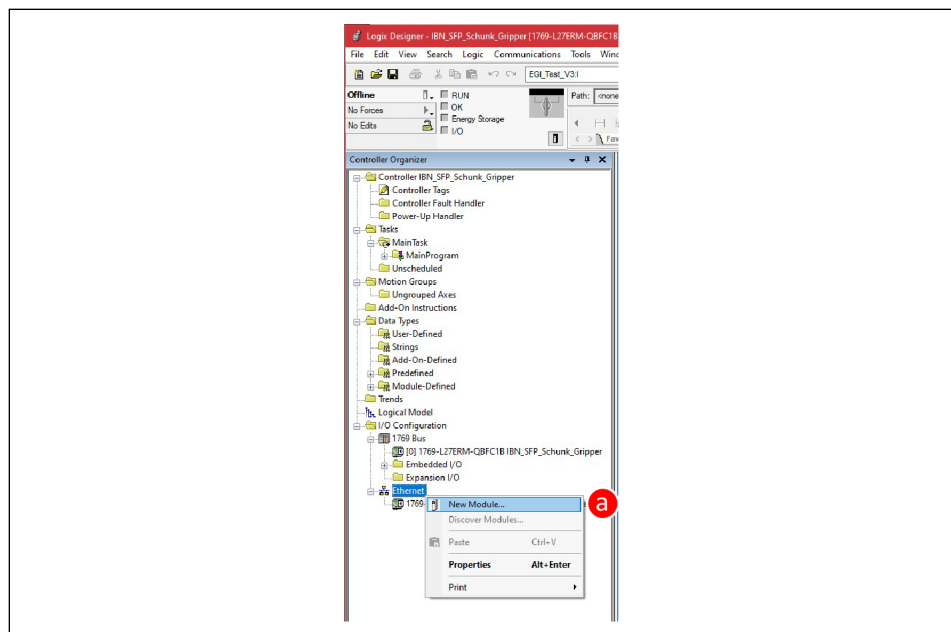 Logix Designer - IBN_SFP_Schunk_Gripper [1769-L27ERM-QBFC1B
File Edit View Search Logic Communications Tools Wind
EGI_Test_V3:I
Offline
RUN
Path: <none
No Forces
OK
Energy Storage
No Edits
I/O
Fav
Controller Organizer
Controller IBN_SFP_Schunk_Gripper
Controller Tags
Controller Fault Handler
Power-Up Handler
Tasks
MainTask
MainProgram
Unscheduled
Motion Groups
Ungrouped Axes
Add-On Instructions
Data Types
User-Defined
Strings
Add-On-Defined
Predefined
Module-Defined
Trends
Logical Model
I/O Configuration
1769 Bus
[0] 1769-L27ERM-QBFC1B IBN_SFP_Schunk_Gripper
Embedded I/O
Expansion I/O
Ethernet
1769-
New Module...
a
Discover Modules...
Paste Ctrl+V
Properties Alt+Enter
Print